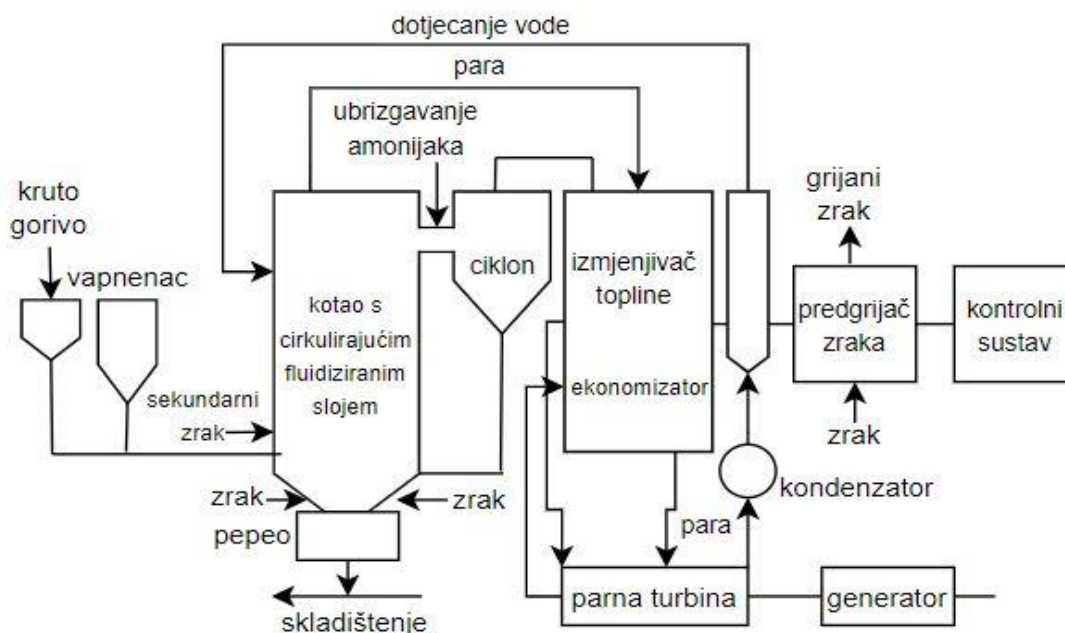 dotjecanje vode
para
ubrizgavanje
amonijaka
kruto
gorivo
vapnenac
sekundarni
zrak
kotao s
cirkulirajućim
fluidiziranim
slojem
ciklon
izmjenjivač
topline
ekonomizator
grijani
zrak
predgrijač
zraka
zrak
kontrolni
sustav
kondenzator
zrak
zrak
pepeo
skladištenje
para
parna turbina
generator